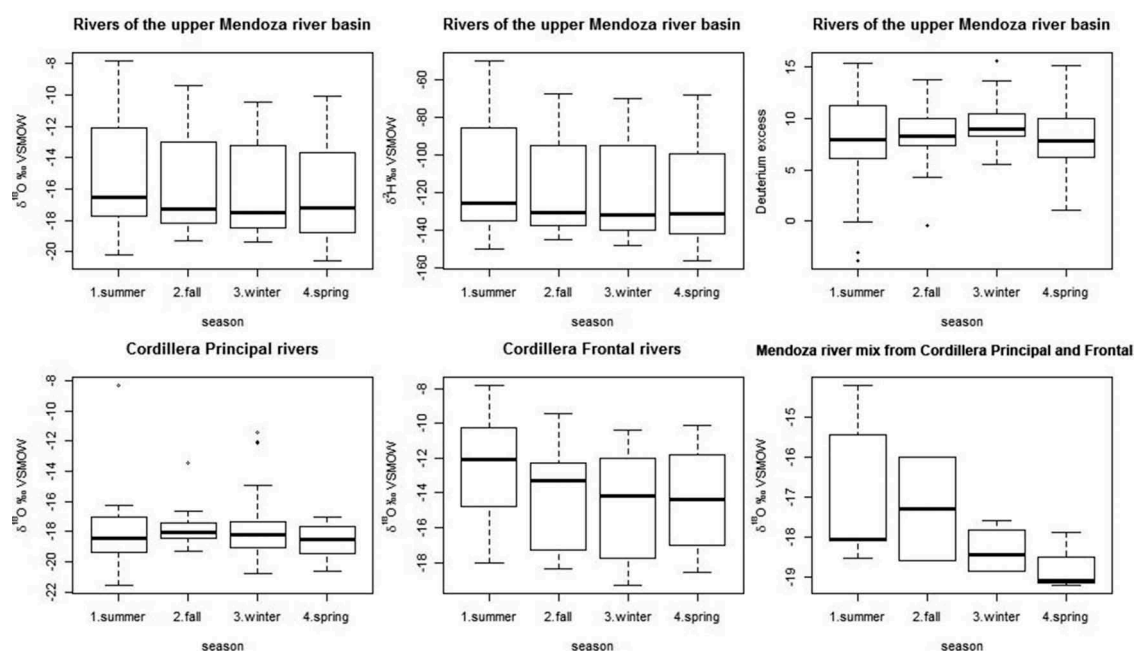 Rivers of the upper Mendoza river basin
δ¹⁸O ‰ VSMOW
-8
-12
-14
-16
-18
-20
1.summer 2.fall 3.winter 4.spring
season
Rivers of the upper Mendoza river basin
δ²H ‰ VSMOW
-60
-80
-100
-120
-140
-160
1.summer 2.fall 3.winter 4.spring
season
Rivers of the upper Mendoza river basin
Deuterium excess
15
10
5
0
1.summer 2.fall 3.winter 4.spring
season
Cordillera Principal rivers
δ¹⁸O ‰ VSMOW
-8
-10
-12
-14
-16
-18
-20
-22
1.summer 2.fall 3.winter 4.spring
season
Cordillera Frontal rivers
δ¹⁸O ‰ VSMOW
-8
-10
-12
-14
-16
-18
1.summer 2.fall 3.winter 4.spring
season
Mendoza river mix from Cordillera Principal and Frontal
δ¹⁸O ‰ VSMOW
-15
-16
-17
-18
-19
1.summer 2.fall 3.winter 4.spring
season